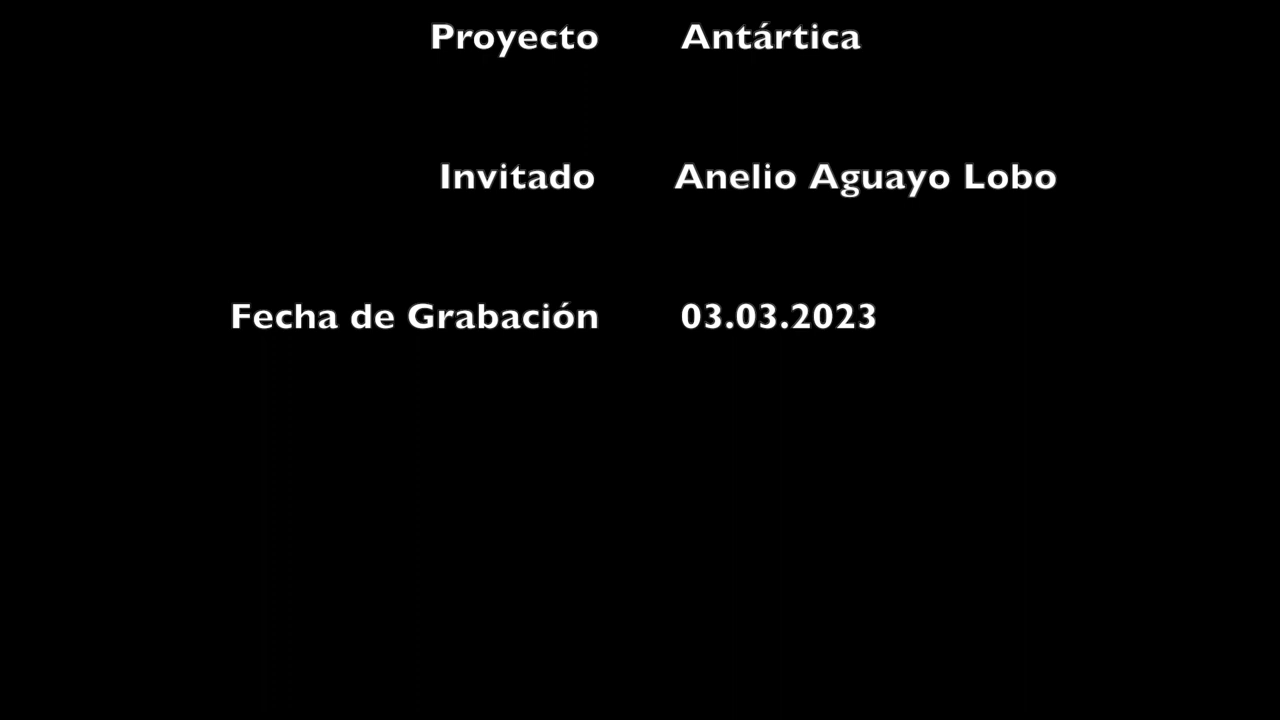 Proyecto Antártica
Invitado Anelio Aguayo Lobo
Fecha de Grabación 03.03.2023